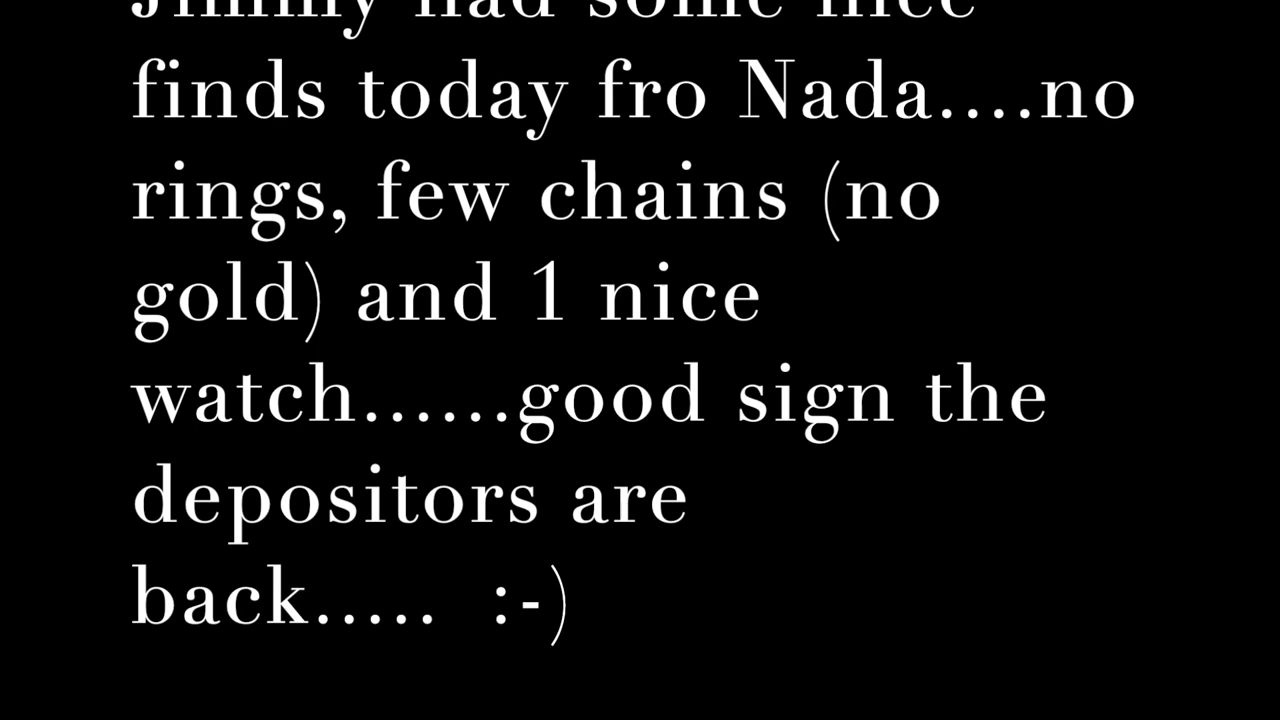 Jimmy had some nice
finds today fro Nada....no
rings, few chains (no
gold) and 1 nice
watch......good sign the
depositors are
back..... :-)